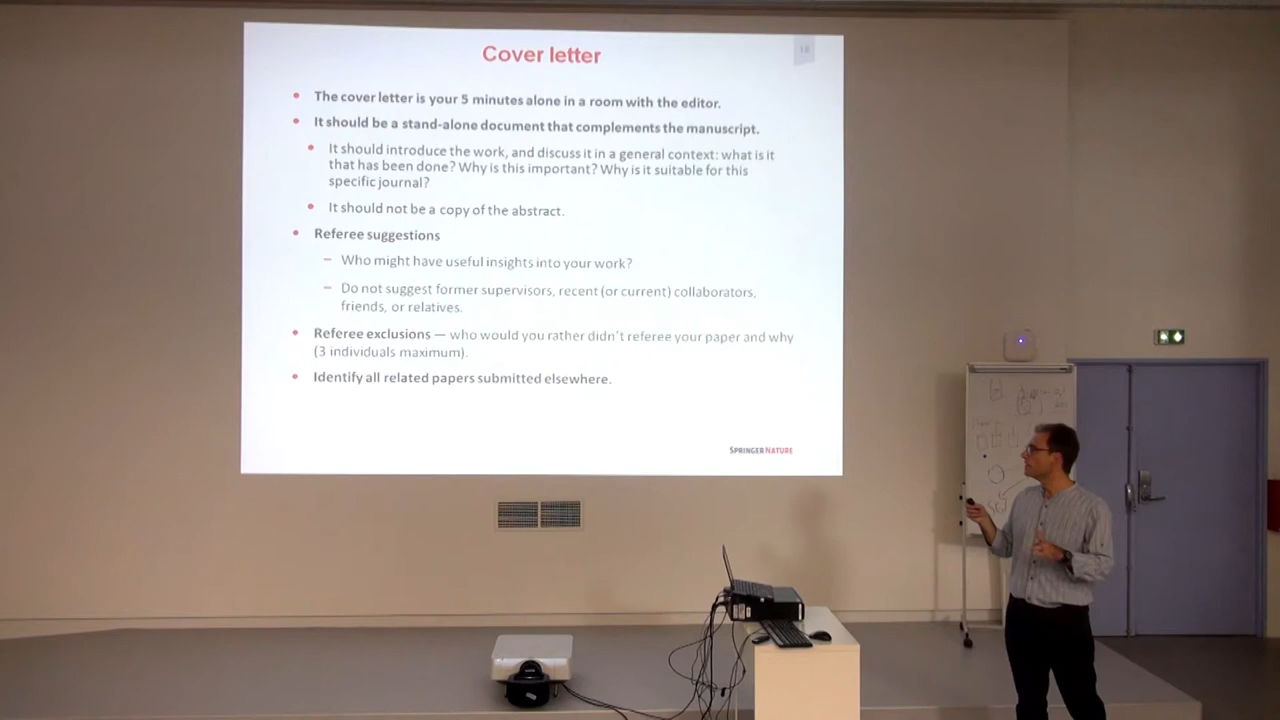 Cover letter
18
• The cover letter is your 5 minutes alone in a room with the editor.
• It should be a stand-alone document that complements the manuscript.
• It should introduce the work, and discuss it in a general context: what is it
that has been done? Why is this important? Why is it suitable for this
specific journal?
• It should not be a copy of the abstract.
• Referee suggestions
– Who might have useful insights into your work?
– Do not suggest former supervisors, recent (or current) collaborators,
friends, or relatives.
• Referee exclusions — who would you rather didn't referee your paper and why
(3 individuals maximum).
• Identify all related papers submitted elsewhere.
SPRINGER NATURE